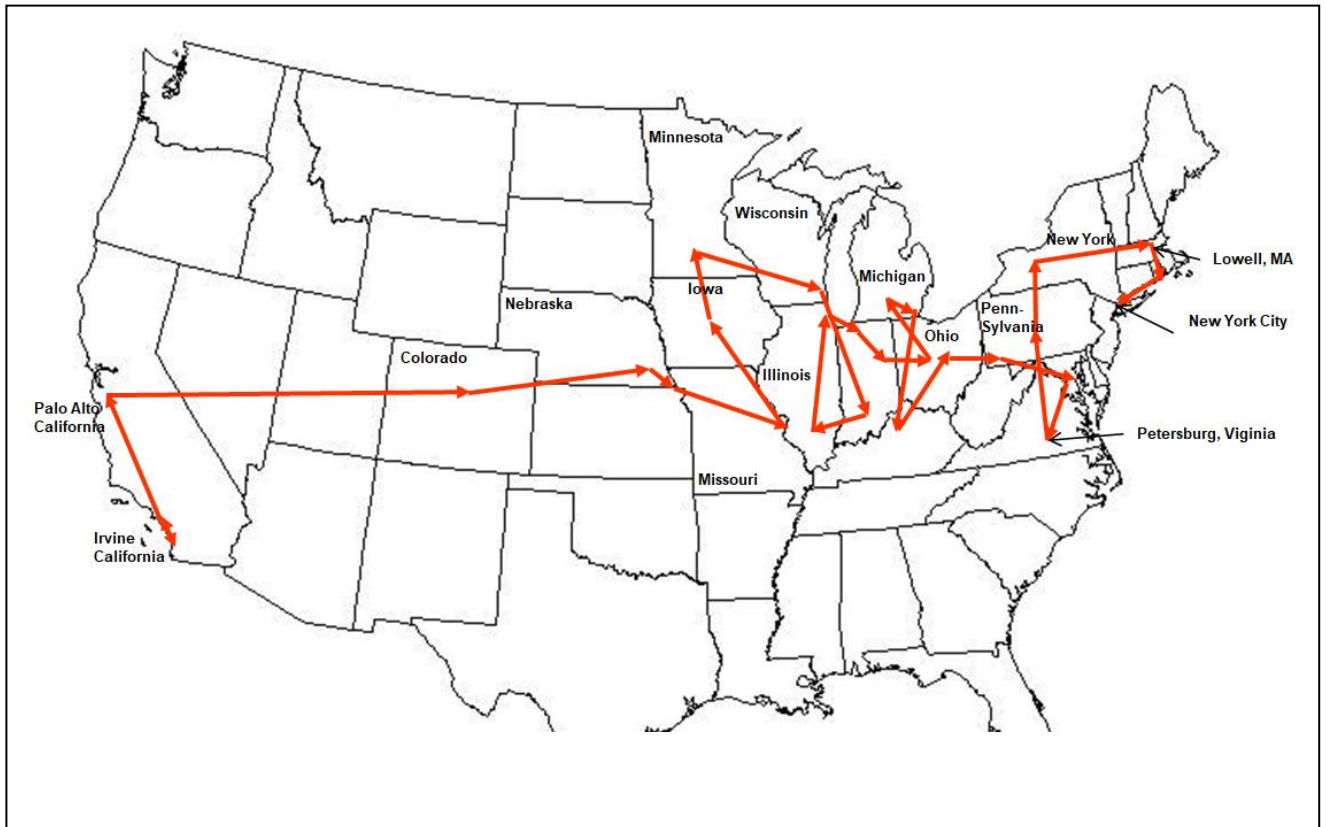 Minnesota
Wisconsin
New York
Michigan
Lowell, MA
Iowa
Nebraska
Penn-
Sylvania
New York City
Ohio
Colorado
Illinois
Palo Alto
California
Petersburg, Viginia
Missouri
Irvine
California